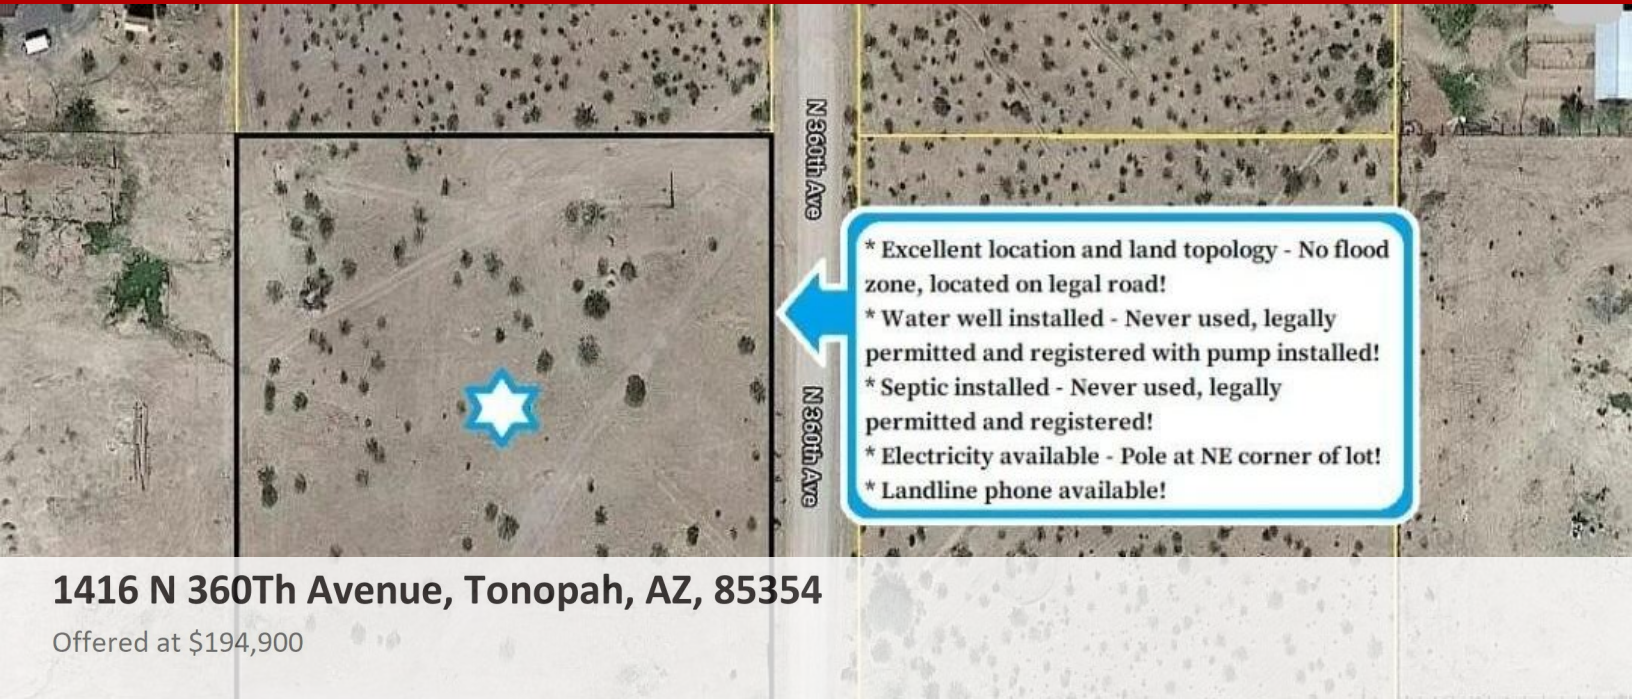 N 360th Ave
* Excellent location and land topology - No flood
zone, located on legal road!
* Water well installed - Never used, legally
permitted and registered with pump installed!
* Septic installed - Never used, legally
permitted and registered!
* Electricity available - Pole at NE corner of lot!
* Landline phone available!
N 360th Ave
1416 N 360Th Avenue, Tonopah, AZ, 85354
Offered at $194,900